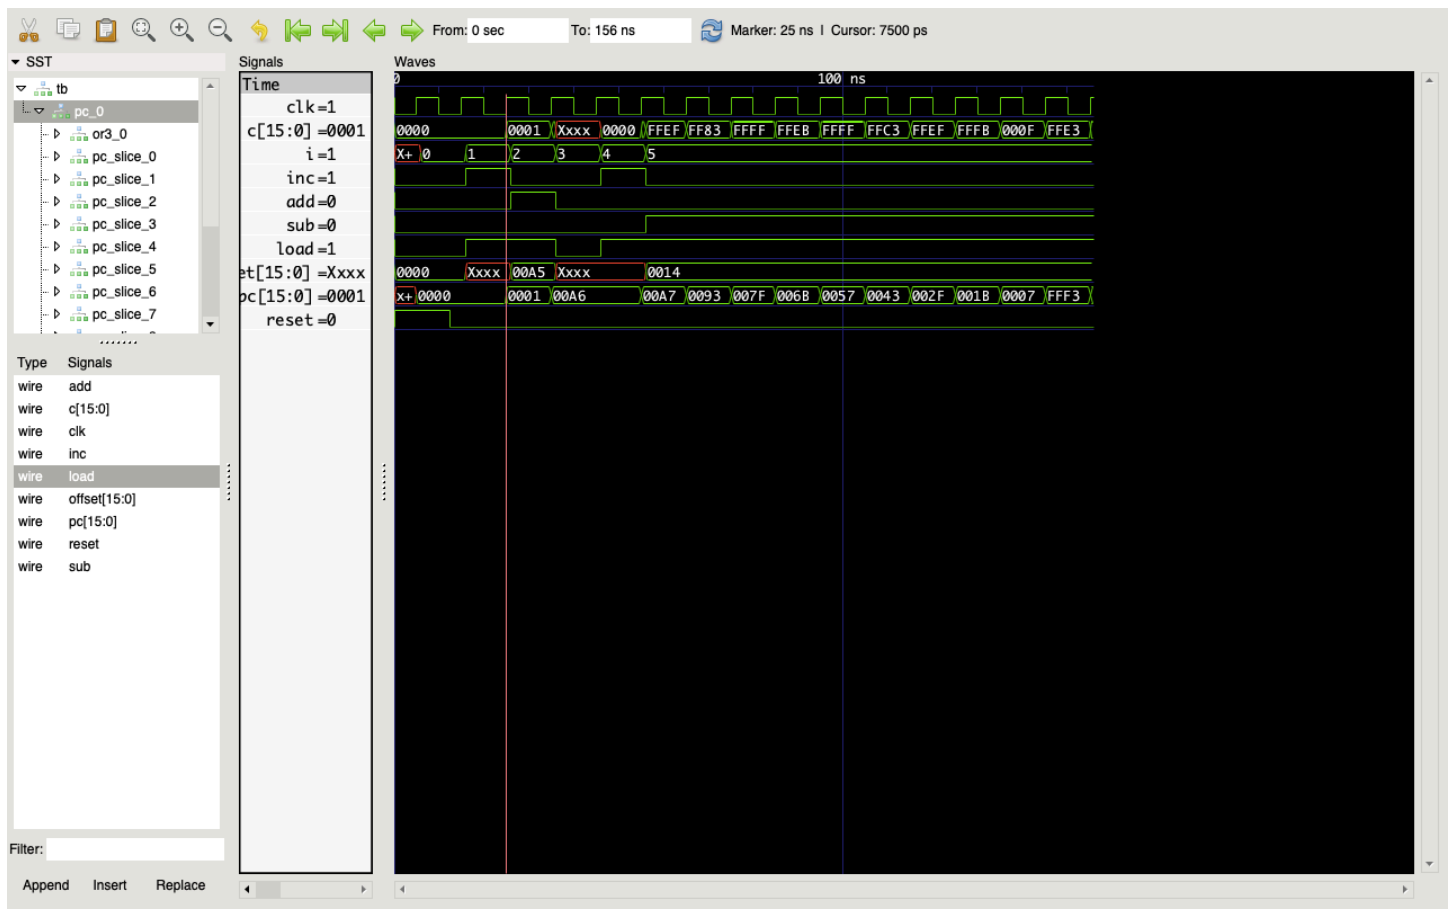 From: 0 sec To: 156 ns Marker: 25 ns | Cursor: 7500 ps
SST
tb
pc_0
or3_0
pc_slice_0
pc_slice_1
pc_slice_2
pc_slice_3
pc_slice_4
pc_slice_5
pc_slice_6
pc_slice_7
Type Signals
wire add
wire c[15:0]
wire clk
wire inc
wire load
wire offset[15:0]
wire pc[15:0]
wire reset
wire sub
Filter:
Append Insert Replace
Signals
Time
clk=1
c[15:0] =0001
i=1
inc=1
add=0
sub=0
load=1
et[15:0] =Xxxx
pc[15:0] =0001
reset=0
Waves
0 100 ns
0000 0001 Xxxx 0000 FFEF FF83 FFFF FFEB FFFF FFC3 FFEF FFFB 000F FFE3
X+ 0 1 2 3 4 5
0000 Xxxx 00A5 Xxxx 0014
x+ 0000 0001 00A6 00A7 0093 007F 006B 0057 0043 002F 001B 0007 FFF3